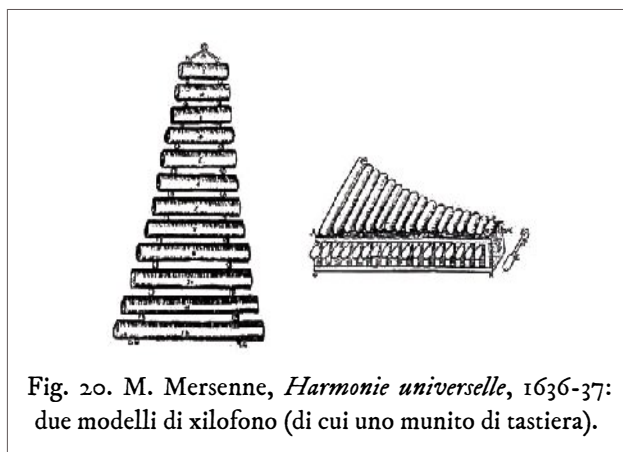 Fig. 20. M. Mersenne, Harmonie universelle, 1636-37:
due modelli di xilofono (di cui uno munito di tastiera).